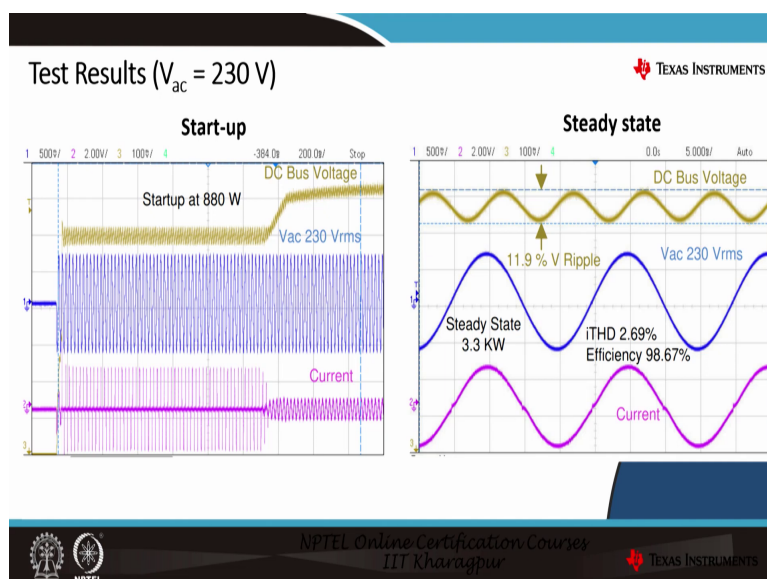 Test Results (Vac = 230 V)
TEXAS INSTRUMENTS
Start-up
Steady state
1 500V/ 2 2.00V/ 3 100V/ 4 -384.0s 200.0s/ Stop
DC Bus Voltage
Startup at 880 W
Vac 230 Vrms
Current
1 500V/ 2 2.00V/ 3 100V/ 4 0.0s 5.000s/ Auto
DC Bus Voltage
11.9 % V Ripple
Vac 230 Vrms
Steady State
3.3 KW
iTHD 2.69%
Efficiency 98.67%
Current
NPTEL
NPTEL Online Certification Courses
IIT Kharagpur
TEXAS INSTRUMENTS